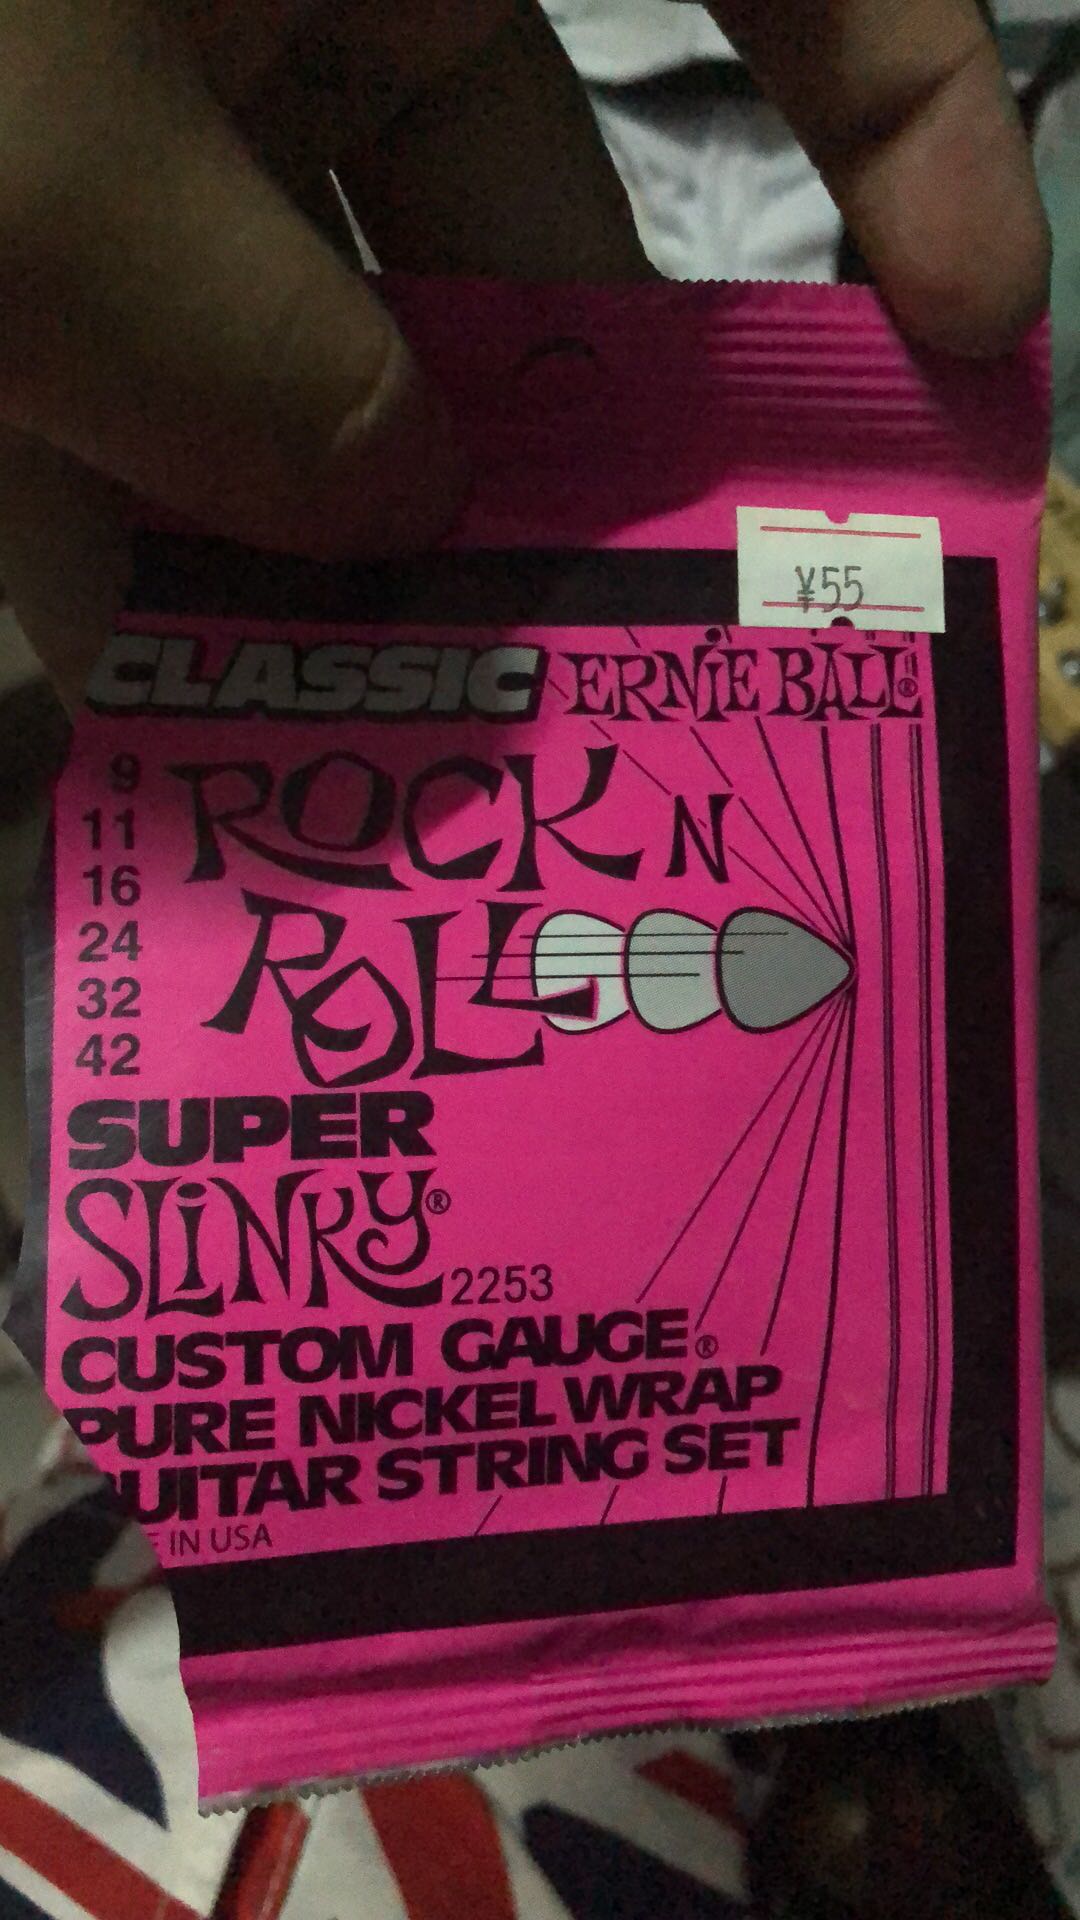 ¥55
CLASSIC ERNIE BALL®
9
11
16
24
32
42
ROCK N
ROLL
SUPER
SLiNKY®
2253
CUSTOM GAUGE®
PURE NICKEL WRAP
GUITAR STRING SET
IN USA